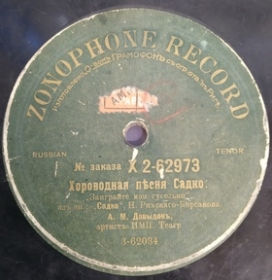 ZONOPHONE RECORD
RUSSIAN
TENOR
№ заказа X 2-62973
Хороводная пѣсня Садко
Заиграйте мои гусельки
изъ оп. „Садко“, Н. Римскаго-Корсакова
А. М. Давыдовъ,
артистъ ИМП. Театр
3-62034